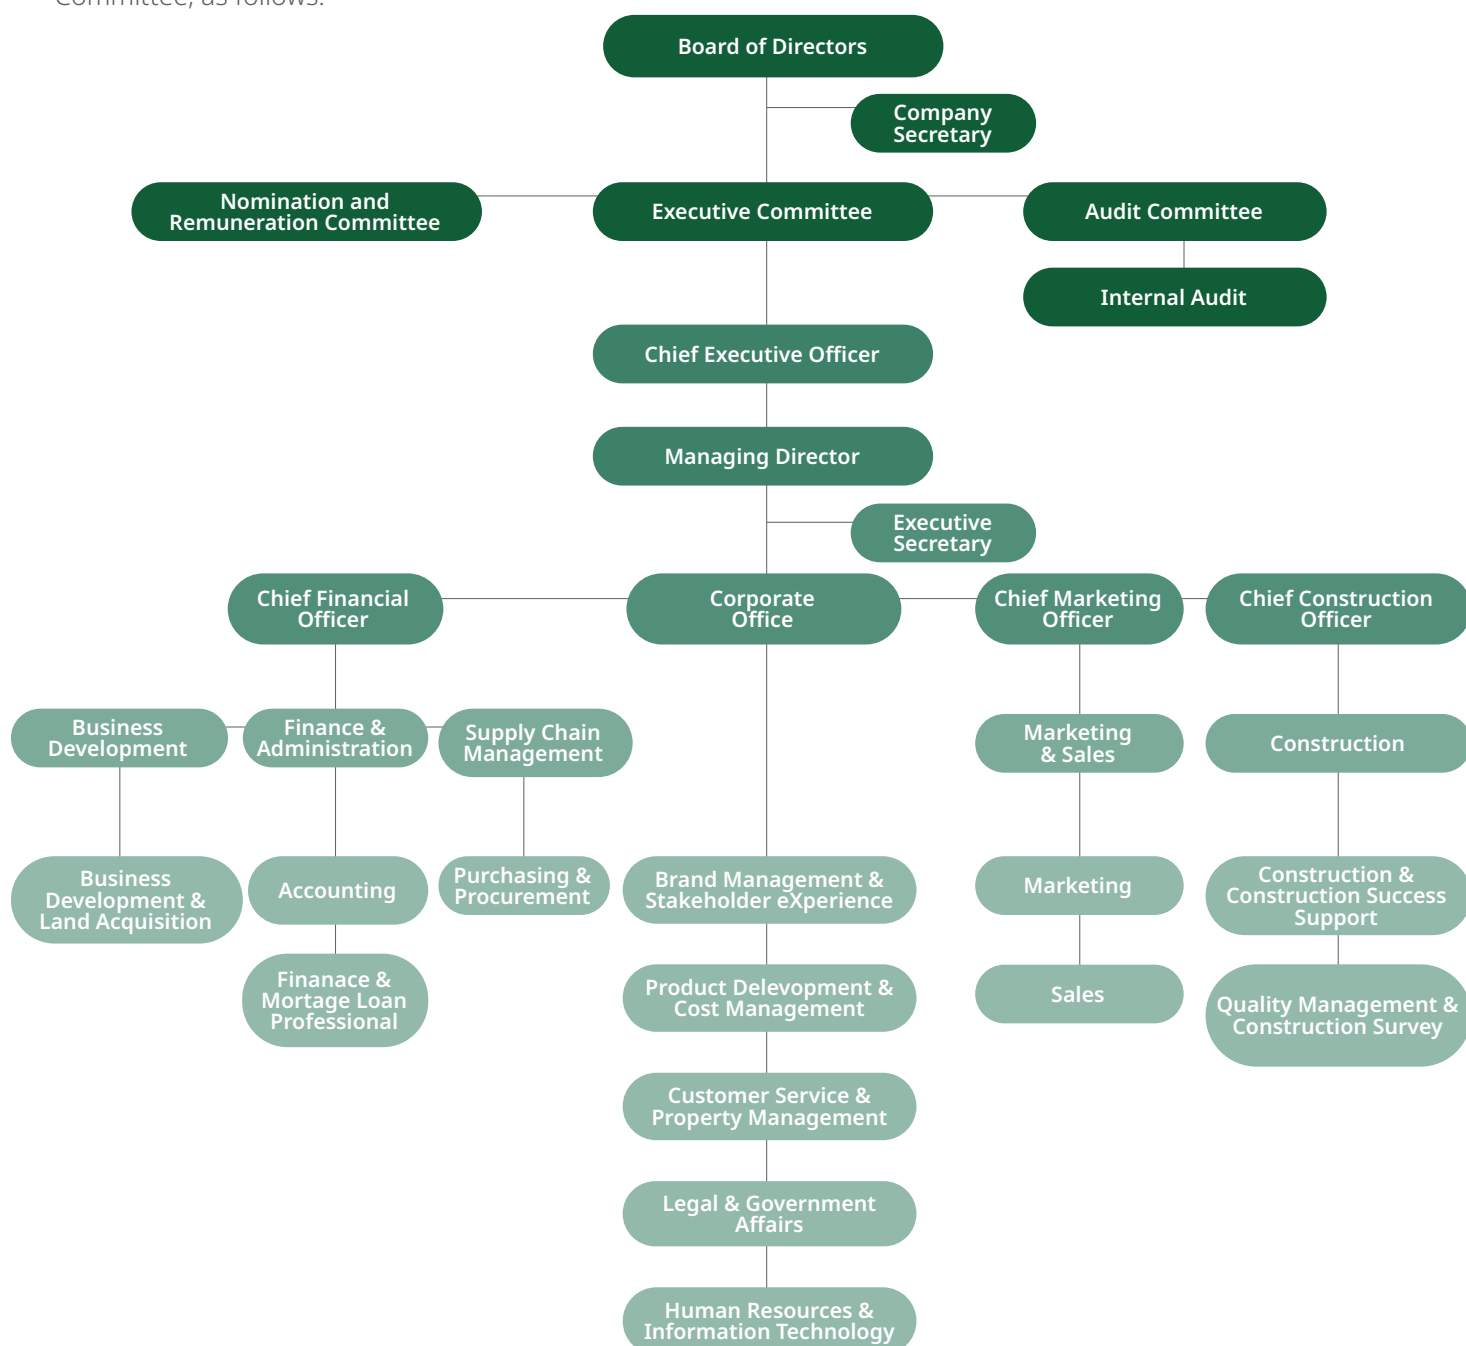 Committee, as follows:
Board of Directors
Company
Secretary
Nomination and
Remuneration Committee
Executive Committee
Audit Committee
Internal Audit
Chief Executive Officer
Managing Director
Executive
Secretary
Chief Financial
Officer
Corporate
Office
Chief Marketing
Officer
Chief Construction
Officer
Business
Development
Finance &
Administration
Supply Chain
Management
Marketing
& Sales
Construction
Business
Development &
Land Acquisition
Accounting
Purchasing &
Procurement
Brand Management &
Stakeholder eXperience
Marketing
Construction &
Construction Success
Support
Finanace &
Mortage Loan
Professional
Product Delevopment &
Cost Management
Sales
Quality Management &
Construction Survey
Customer Service &
Property Management
Legal & Government
Affairs
Human Resources &
Information Technology